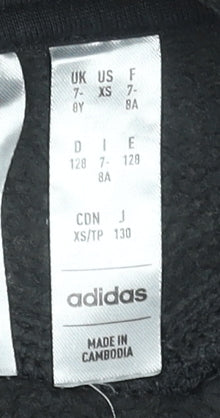 UK US F
7- XS 7-
8Y 8A
D I E
128 7- 128
8A
CDN J
XS/TP 130
adidas
MADE IN
CAMBODIA